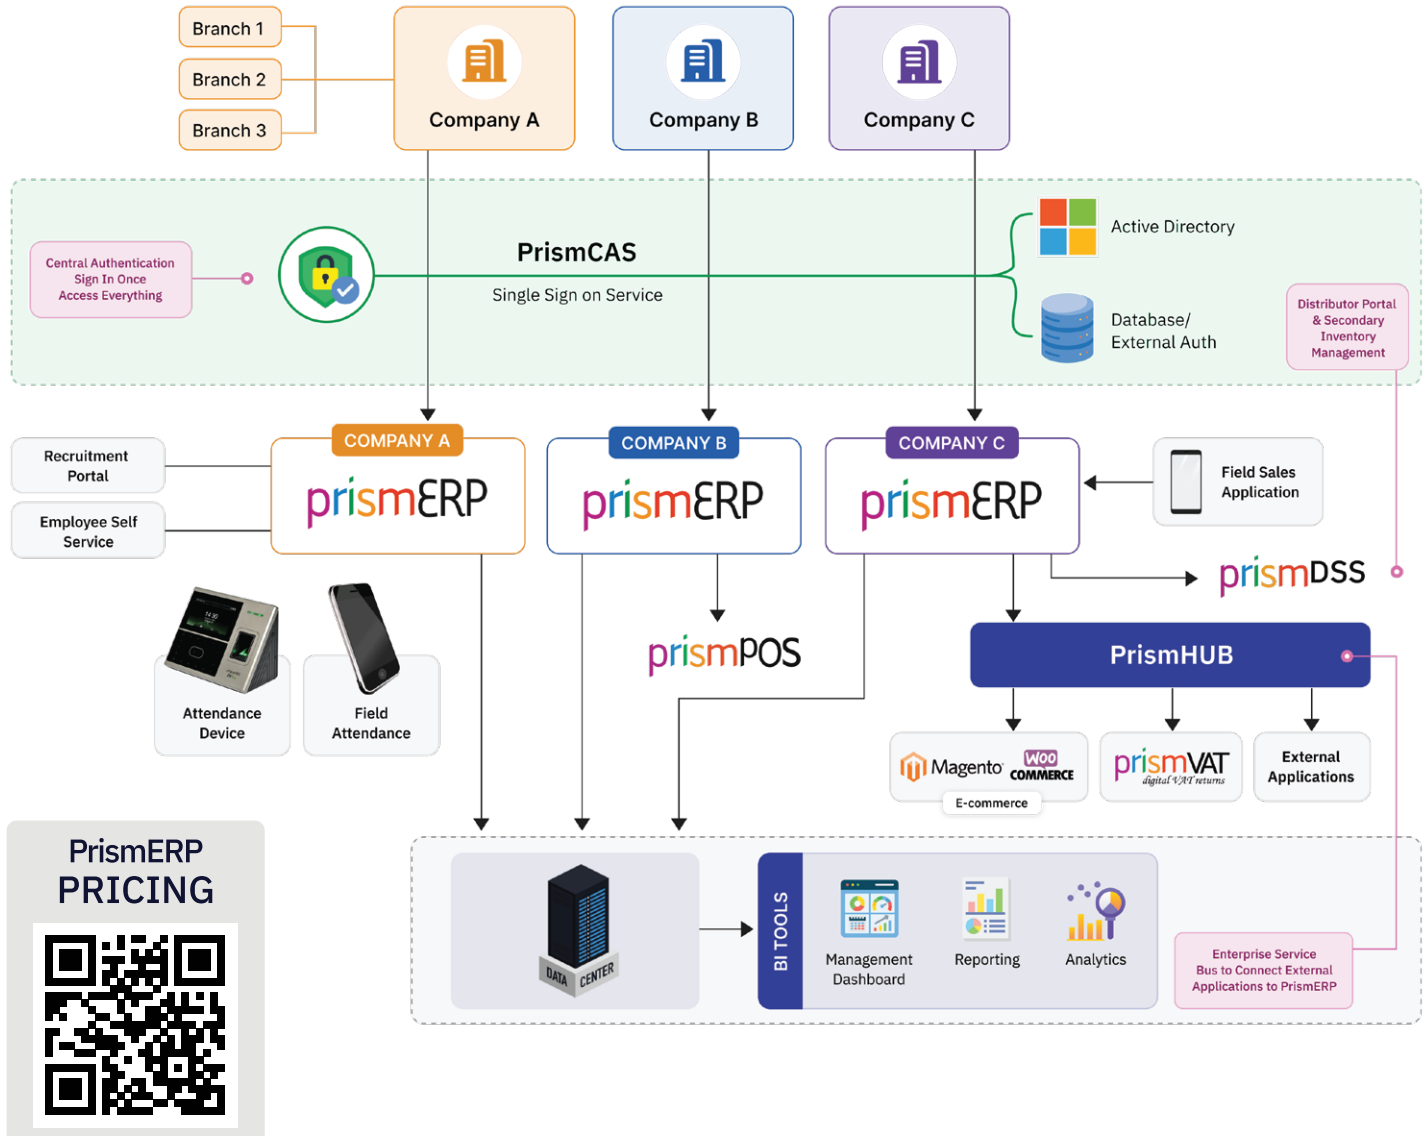 Branch 1
Branch 2
Branch 3
Company A
Company B
Company C
Central Authentication
Sign In Once
Access Everything
PrismCAS
Single Sign on Service
Active Directory
Database/
External Auth
Distributor Portal
& Secondary
Inventory
Management
Recruitment
Portal
Employee Self
Service
COMPANY A
prismERP
COMPANY B
prismERP
COMPANY C
prismERP
Field Sales
Application
prismDSS
Attendance
Device
Field
Attendance
prismPOS
PrismHUB
Magento
WOO
COMMERCE
E-commerce
prismVAT
digital VAT returns
External
Applications
PrismERP
PRICING
DATA CENTER
BI TOOLS
Management
Dashboard
Reporting
Analytics
Enterprise Service
Bus to Connect External
Applications to PrismERP